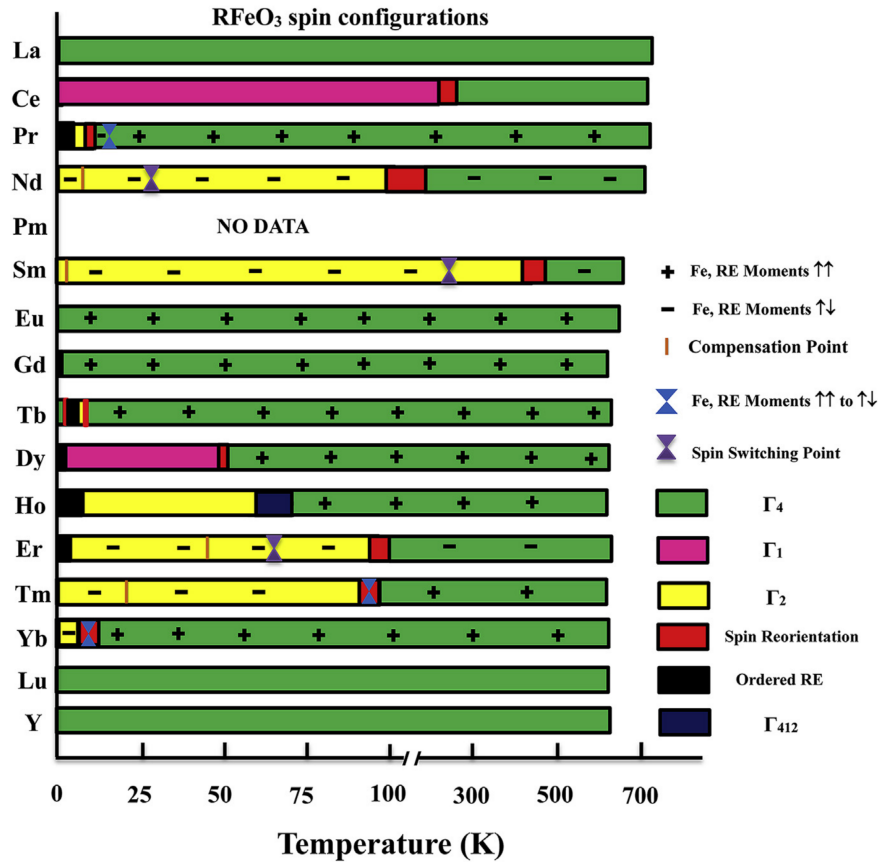 RFeO₃ spin configurations
La
Ce
Pr
Nd
Pm
NO DATA
Sm
Eu
Gd
Tb
Dy
Ho
Er
Tm
Yb
Lu
Y
+ Fe, RE Moments ↑↑
- Fe, RE Moments ↑↓
Compensation Point
Fe, RE Moments ↑↑ to ↑↓
Spin Switching Point
Γ₄
Γ₁
Γ₂
Spin Reorientation
Ordered RE
Γ₄₁₂
0 25 50 75 100 300 500 700
Temperature (K)